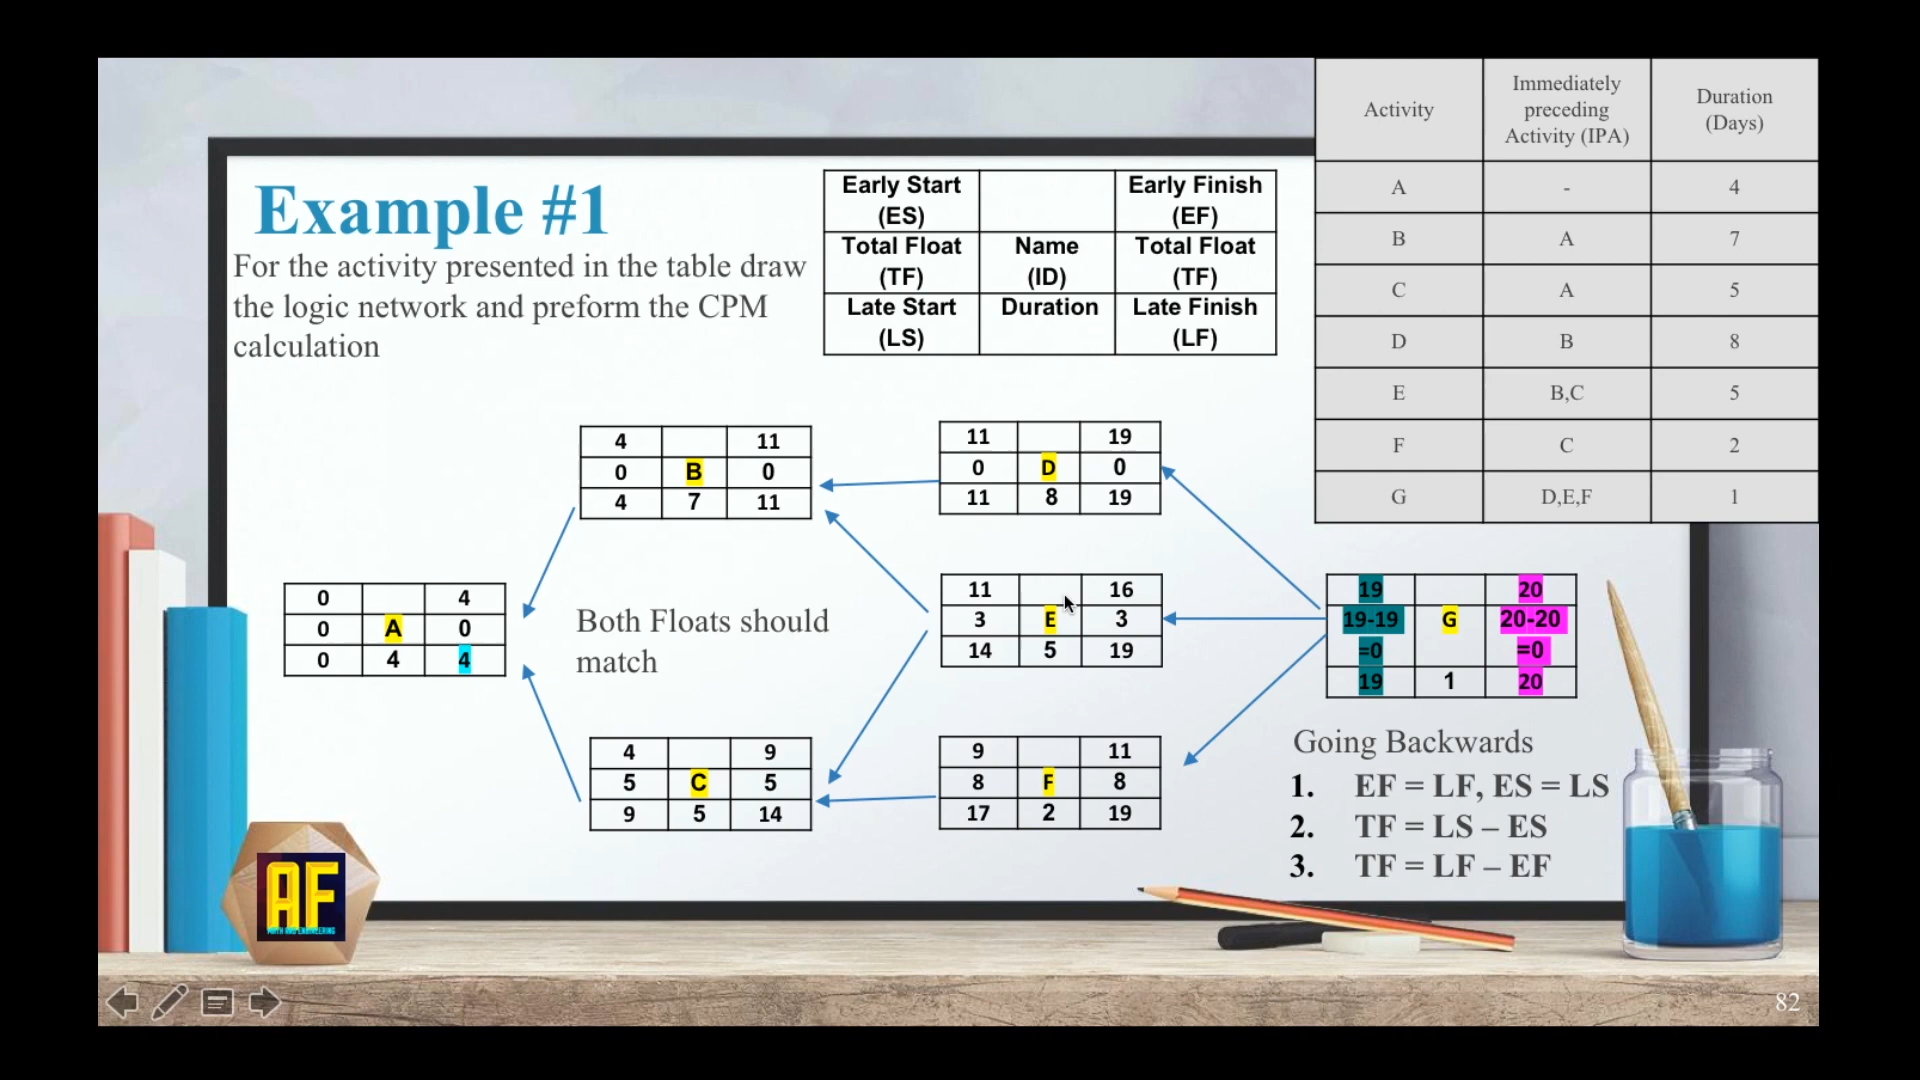 Example #1
For the activity presented in the table draw
the logic network and preform the CPM
calculation
Early Start
(ES)
Early Finish
(EF)
Total Float
(TF)
Name
(ID)
Total Float
(TF)
Late Start
(LS)
Duration
Late Finish
(LF)
Activity
Immediately
preceding
Activity (IPA)
Duration
(Days)
A - 4
B A 7
C A 5
D B 8
E B,C 5
F C 2
G D,E,F 1
4 11
0 B 0
4 7 11
11 19
0 D 0
11 8 19
0 4
0 A 0
0 4 4
Both Floats should
match
11 16
3 E 3
14 5 19
19 20
19-19 G 20-20
=0 =0
19 1 20
4 9
5 C 5
9 5 14
9 11
8 F 8
17 2 19
Going Backwards
1. EF = LF, ES = LS
2. TF = LS – ES
3. TF = LF – EF
AF
82